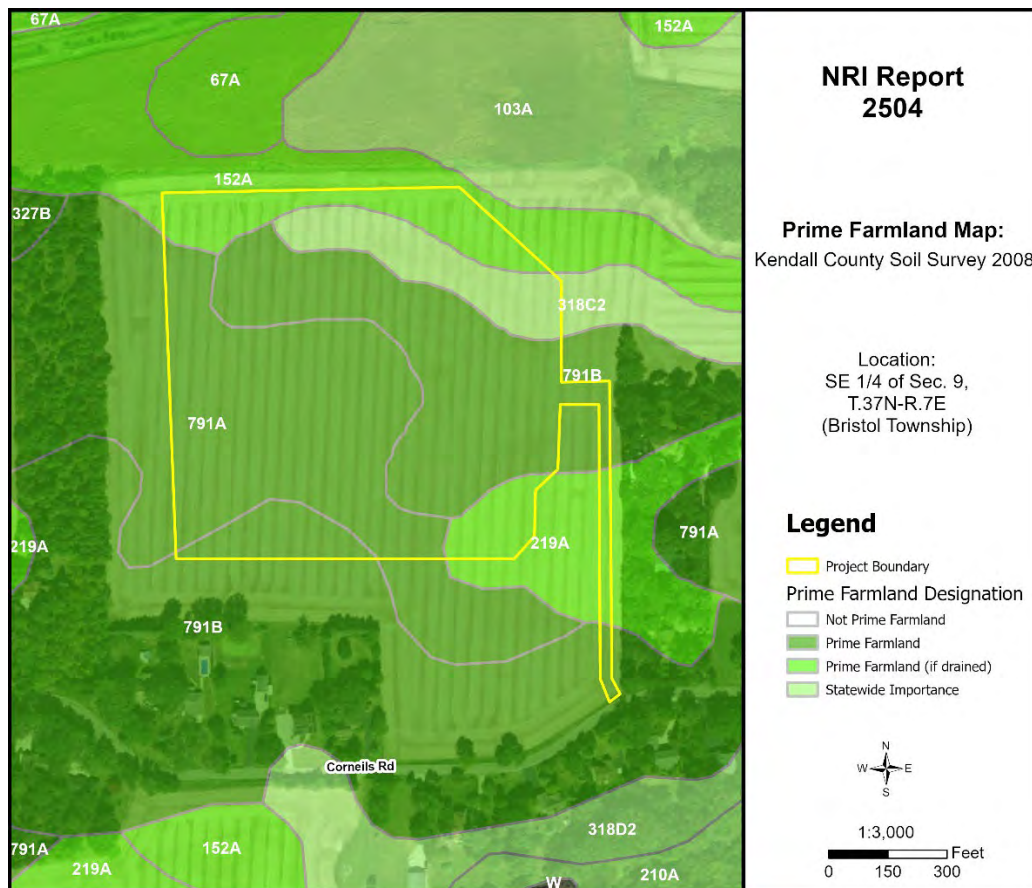 67A
152A
67A
103A
152A
327B
318C2
791B
791A
219A
219A
791A
791B
Corneils Rd
318D2
791A
152A
219A
210A
W
NRI Report
2504
Prime Farmland Map:
Kendall County Soil Survey 2008
Location:
SE 1/4 of Sec. 9,
T.37N-R.7E
(Bristol Township)
Legend
Project Boundary
Prime Farmland Designation
Not Prime Farmland
Prime Farmland
Prime Farmland (if drained)
Statewide Importance
N
W E
S
1:3,000
Feet
0 150 300